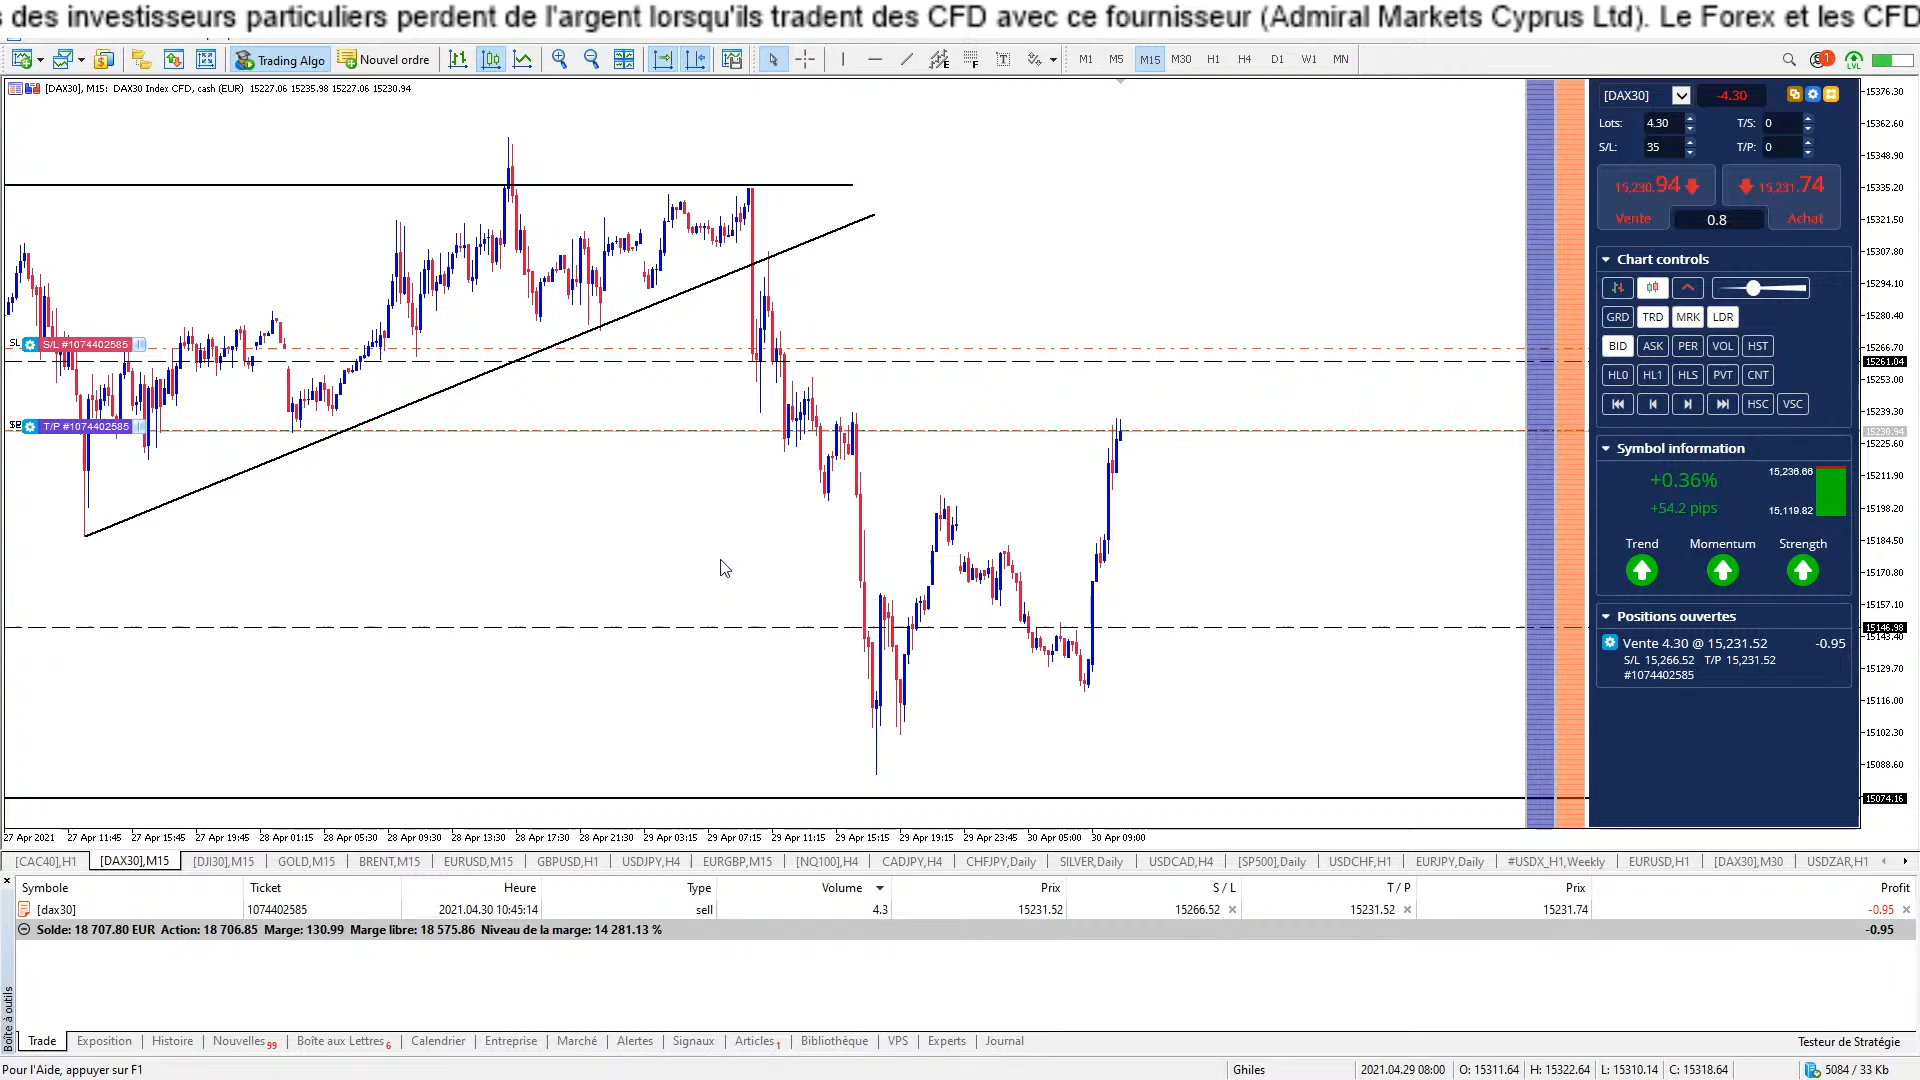 s des investisseurs particuliers perdent de l'argent lorsqu'ils tradent des CFD avec ce fournisseur (Admiral Markets Cyprus Ltd). Le Forex et les CFD
Trading Algo Nouvel ordre M1 M5 M15 M30 H1 H4 D1 W1 MN 1 LVL
[DAX30], M15: DAX30 Index CFD, cash (EUR) 15227.06 15235.98 15227.06 15230.94
S/L #1074402585
T/P #1074402585
15376.30
15362.60
15348.90
15335.20
15321.50
15307.80
15294.10
15280.40
15266.70
15261.04
15253.00
15239.30
15230.94
15225.60
15211.90
15198.20
15184.50
15170.80
15157.10
15146.98
15143.40
15129.70
15116.00
15102.30
15088.60
15074.16
[DAX30] -4.30
Lots: 4.30 T/S: 0
S/L: 35 T/P: 0
15,230.94 15,231.74
Vente 0.8 Achat
Chart controls
GRD TRD MRK LDR
BID ASK PER VOL HST
HL0 HL1 HLS PVT CNT
HSC VSC
Symbol information
+0.36% 15,236.66
+54.2 pips 15,119.82
Trend Momentum Strength
Positions ouvertes
Vente 4.30 @ 15,231.52 -0.95
S/L 15,266.52 T/P 15,231.52
#1074402585
27 Apr 2021 27 Apr 11:45 27 Apr 15:45 27 Apr 19:45 28 Apr 01:15 28 Apr 05:30 28 Apr 09:30 28 Apr 13:30 28 Apr 17:30 28 Apr 21:30 29 Apr 03:15 29 Apr 07:15 29 Apr 11:15 29 Apr 15:15 29 Apr 19:15 29 Apr 23:45 30 Apr 05:00 30 Apr 09:00
[CAC40],H1 [DAX30],M15 [DJI30],M15 GOLD,M15 BRENT,M15 EURUSD,M15 GBPUSD,H1 USDJPY,H4 EURGBP,M15 [NQ100],H4 CADJPY,H4 CHFJPY,Daily SILVER,Daily USDCAD,H4 [SP500],Daily USDCHF,H1 EURJPY,Daily #USDX_H1,Weekly EURUSD,H1 [DAX30],M30 USDZAR,H1
Symbole Ticket Heure Type Volume Prix S / L T / P Prix Profit
[dax30] 1074402585 2021.04.30 10:45:14 sell 4.3 15231.52 15266.52 15231.52 15231.74 -0.95
Solde: 18 707.80 EUR Action: 18 706.85 Marge: 130.99 Marge libre: 18 575.86 Niveau de la marge: 14 281.13 % -0.95
Boîte à outils
Trade Exposition Histoire Nouvelles 99 Boîte aux Lettres 6 Calendrier Entreprise Marché Alertes Signaux Articles 1 Bibliothèque VPS Experts Journal Testeur de Stratégie
Pour l'Aide, appuyer sur F1 Ghiles 2021.04.29 08:00 O: 15311.64 H: 15322.64 L: 15310.14 C: 15318.64 5084 / 33 Kb